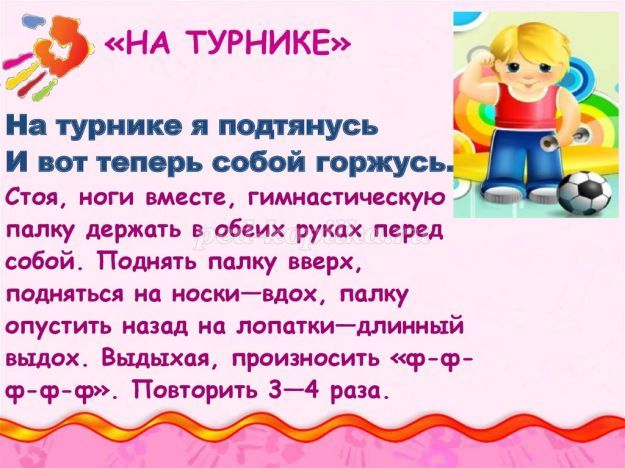 «НА ТУРНИКЕ»
На турнике я подтянусь
И вот теперь собой горжусь.
Стоя, ноги вместе, гимнастическую
палку держать в обеих руках перед
собой. Поднять палку вверх,
подняться на носки—вдох, палку
опустить назад на лопатки—длинный
выдох. Выдыхая, произносить «ф-ф-
ф-ф-ф». Повторить 3—4 раза.